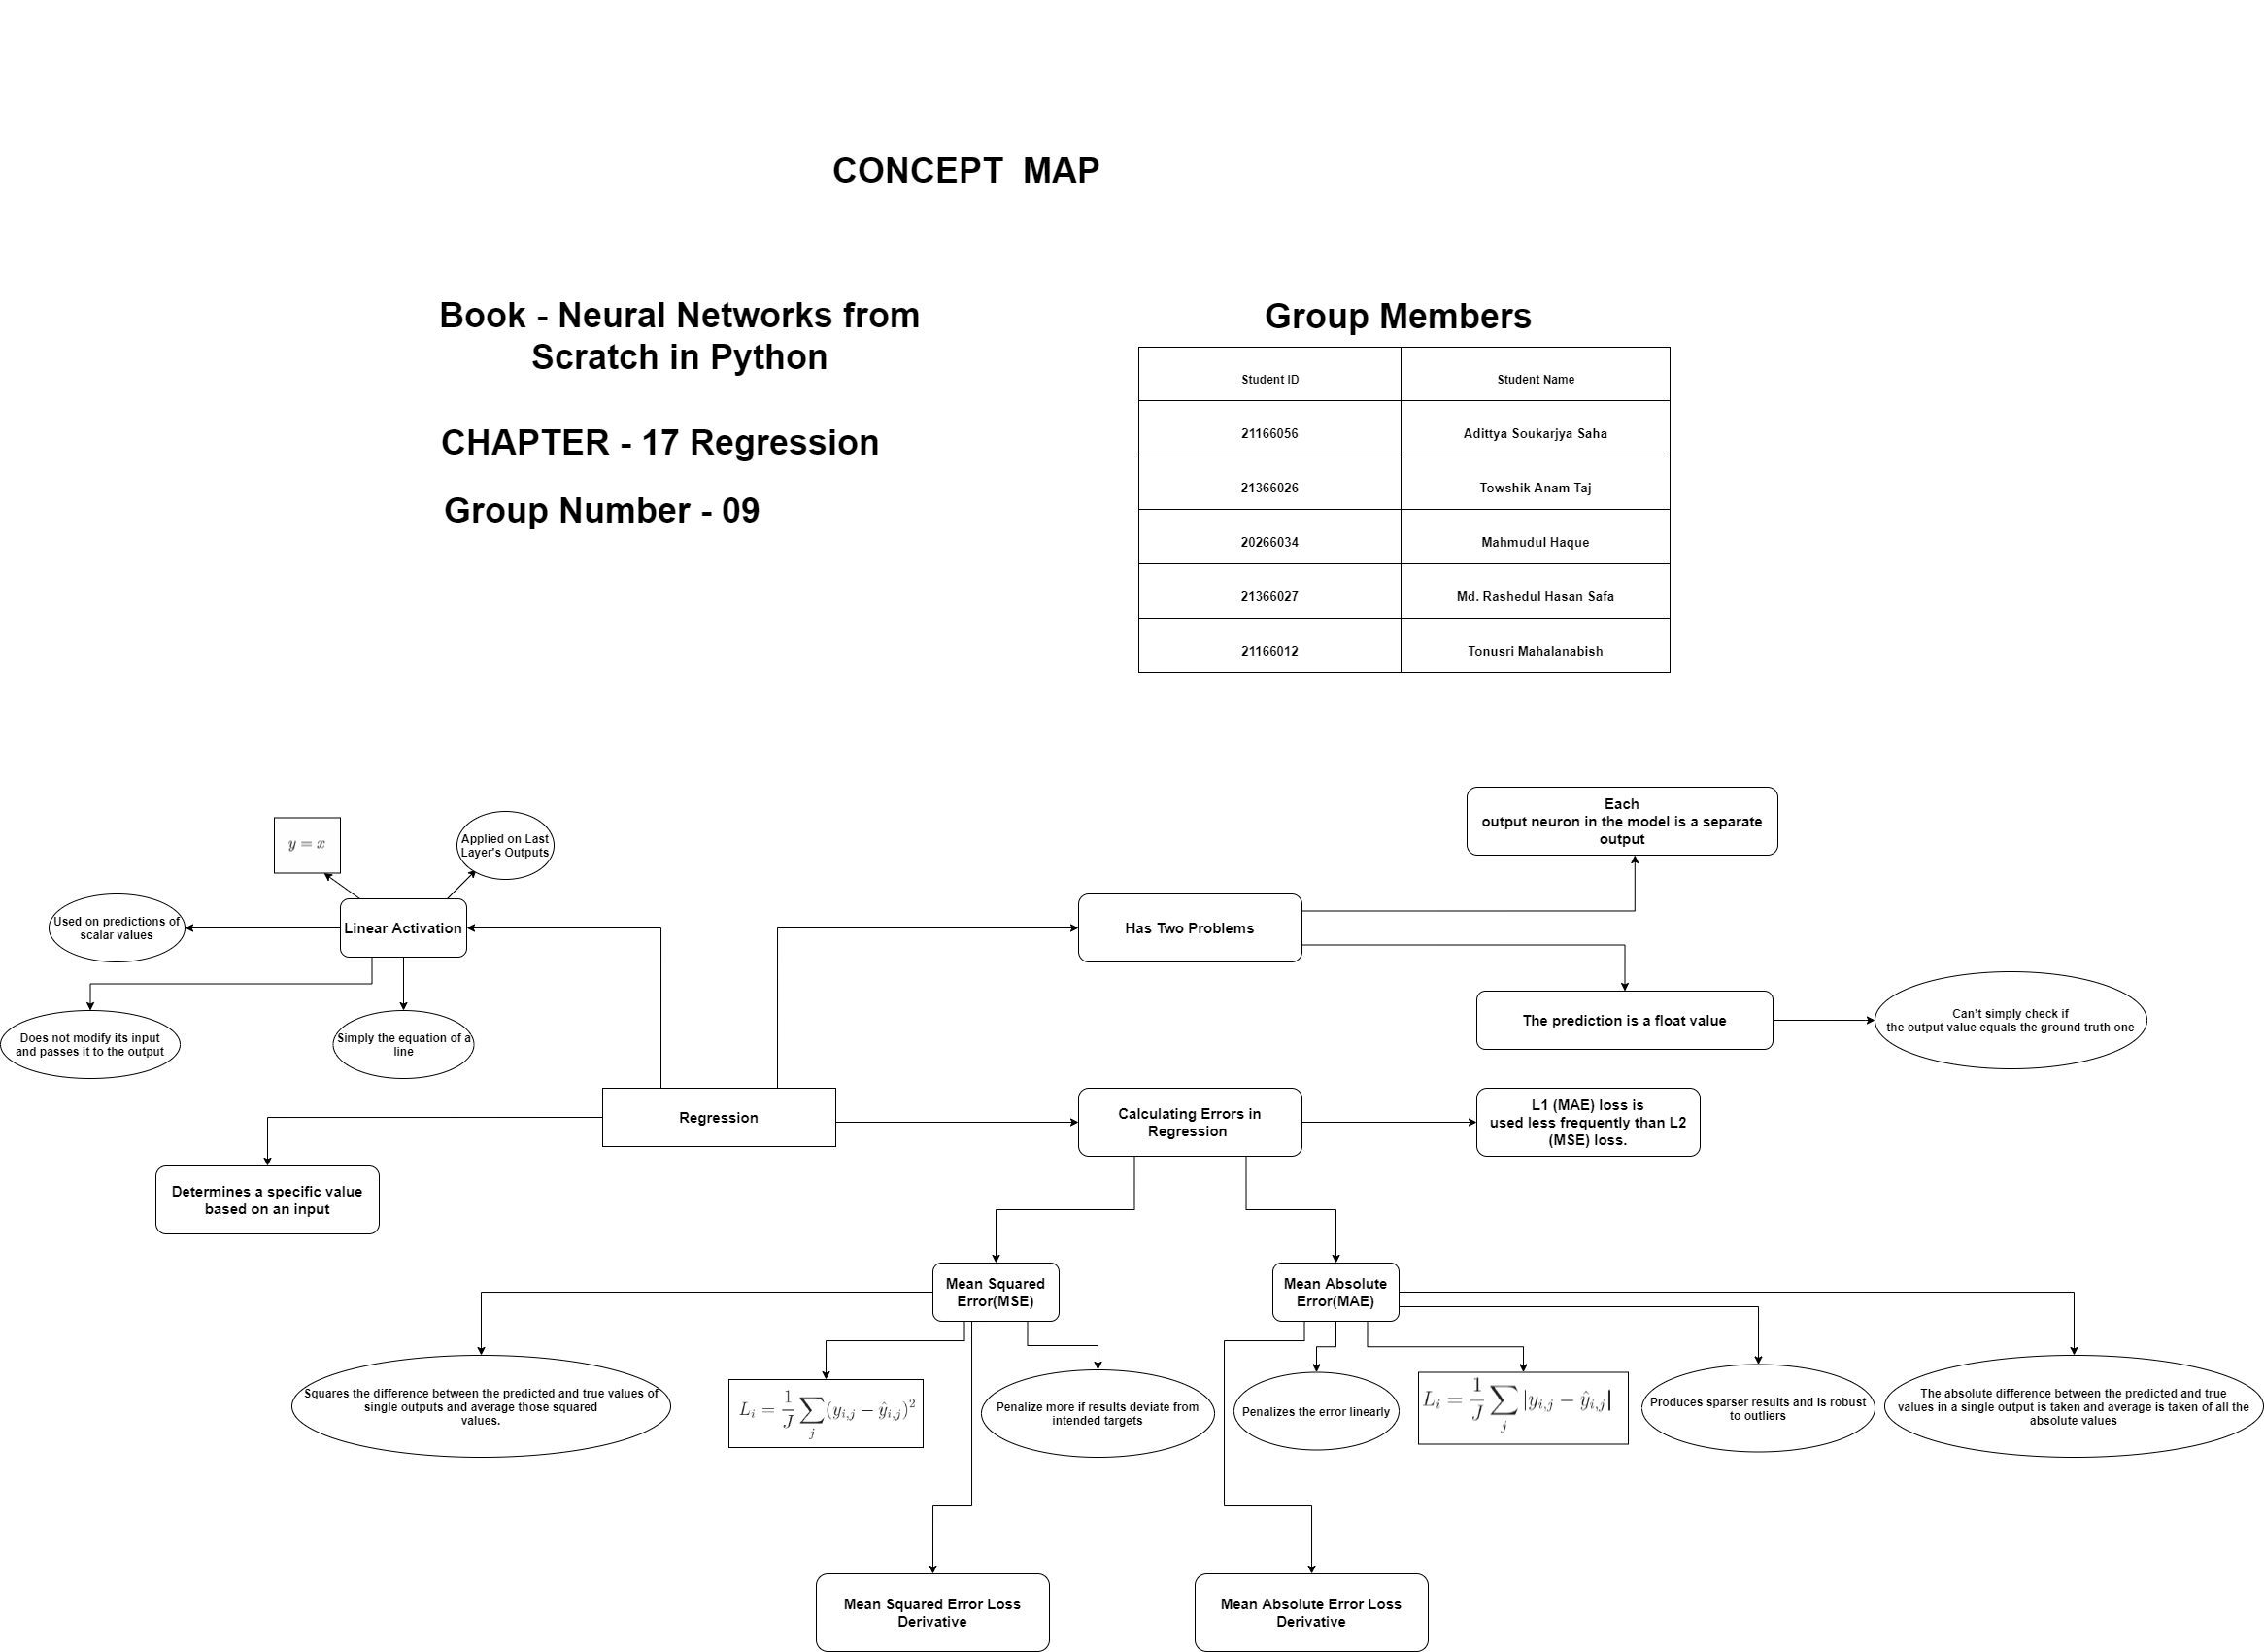 CONCEPT MAP
Book - Neural Networks from
Scratch in Python
CHAPTER - 17 Regression
Group Number - 09
Group Members
Student ID Student Name
21166056 Adittya Soukarjya Saha
21366026 Towshik Anam Taj
20266034 Mahmudul Haque
21366027 Md. Rashedul Hasan Safa
21166012 Tonusri Mahalanabish
y = x
Applied on Last
Layer's Outputs
Used on predictions of
scalar values
Linear Activation
Does not modify its input
and passes it to the output
Simply the equation of a
line
Has Two Problems
Each
output neuron in the model is a separate
output
The prediction is a float value
Can't simply check if
the output value equals the ground truth one
Regression
Determines a specific value
based on an input
Calculating Errors in
Regression
L1 (MAE) loss is
used less frequently than L2
(MSE) loss.
Mean Squared
Error(MSE)
Mean Absolute
Error(MAE)
Squares the difference between the predicted and true values of
single outputs and average those squared
values.
L_i = \frac{1}{J} \sum_j (y_{i,j} - \hat{y}_{i,j})^2
Penalize more if results deviate from
intended targets
Penalizes the error linearly
L_i = \frac{1}{J} \sum_j |y_{i,j} - \hat{y}_{i,j}|
Produces sparser results and is robust
to outliers
The absolute difference between the predicted and true
values in a single output is taken and average is taken of all the
absolute values
Mean Squared Error Loss
Derivative
Mean Absolute Error Loss
Derivative